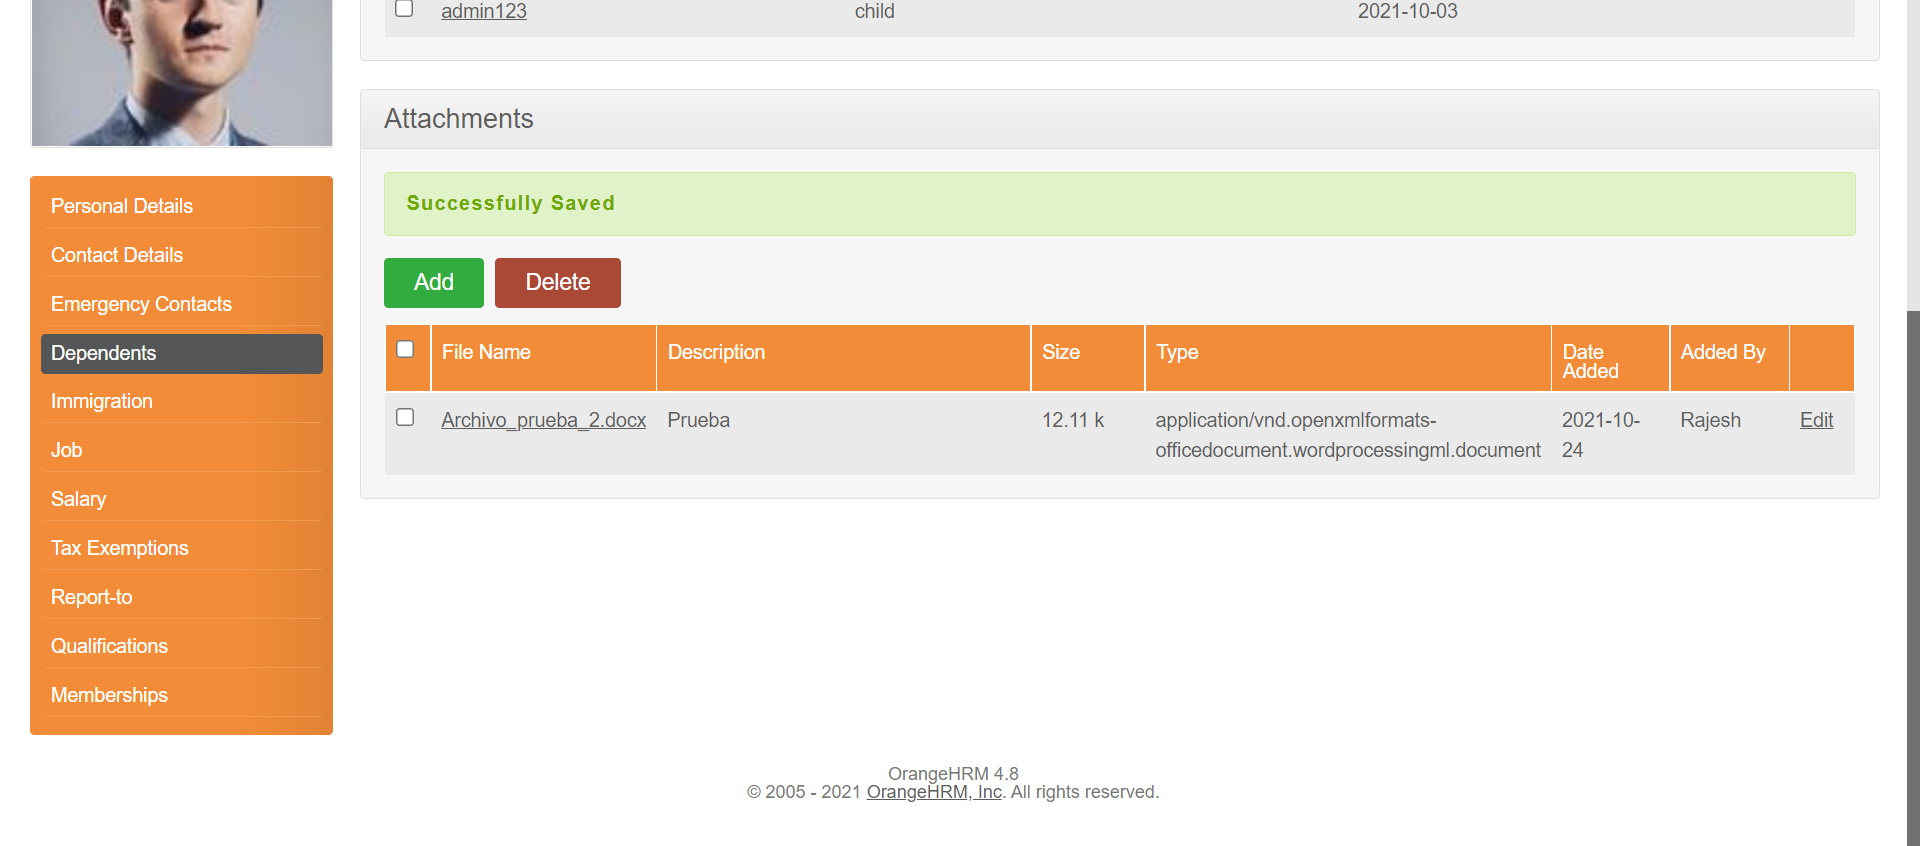 admin123 child 2021-10-03
Attachments
Successfully Saved
Add Delete
File Name Description Size Type Date Added Added By
Archivo_prueba_2.docx Prueba 12.11 k application/vnd.openxmlformats-officedocument.wordprocessingml.document 2021-10-24 Rajesh Edit
Personal Details
Contact Details
Emergency Contacts
Dependents
Immigration
Job
Salary
Tax Exemptions
Report-to
Qualifications
Memberships
OrangeHRM 4.8
© 2005 - 2021 OrangeHRM, Inc. All rights reserved.